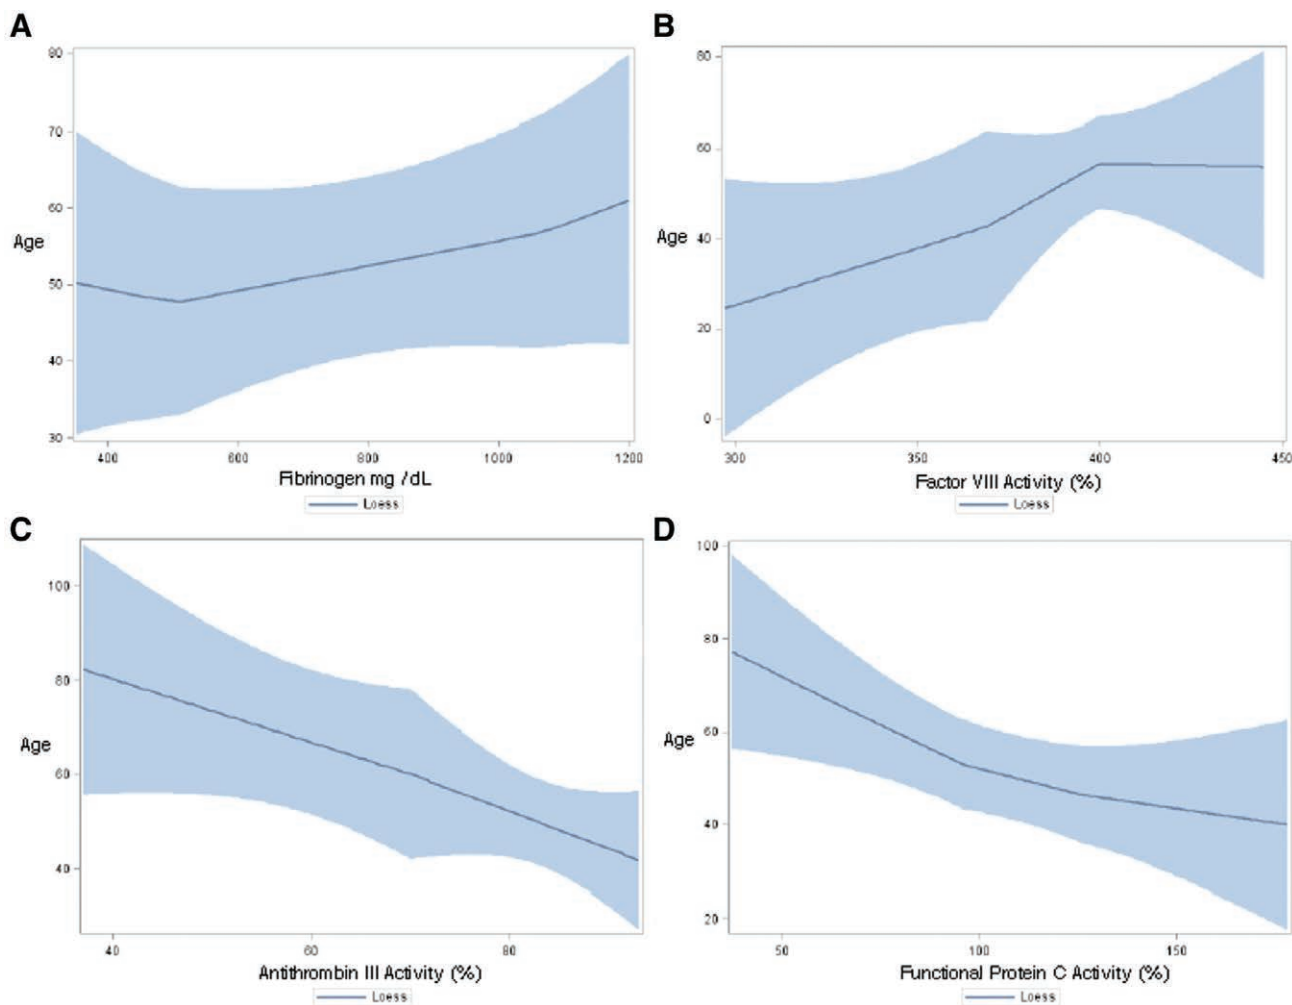 A
80
70
60
Age
50
40
30
400 600 800 1000 1200
Fibrinogen mg /dL
Loess
B
80
60
Age
40
20
0
300 350 400 450
Factor VIII Activity (%)
Loess
C
100
80
Age
60
40
40 60 80
Antithrombin III Activity (%)
Loess
D
100
80
60
Age
40
20
50 100 150
Functional Protein C Activity (%)
Loess